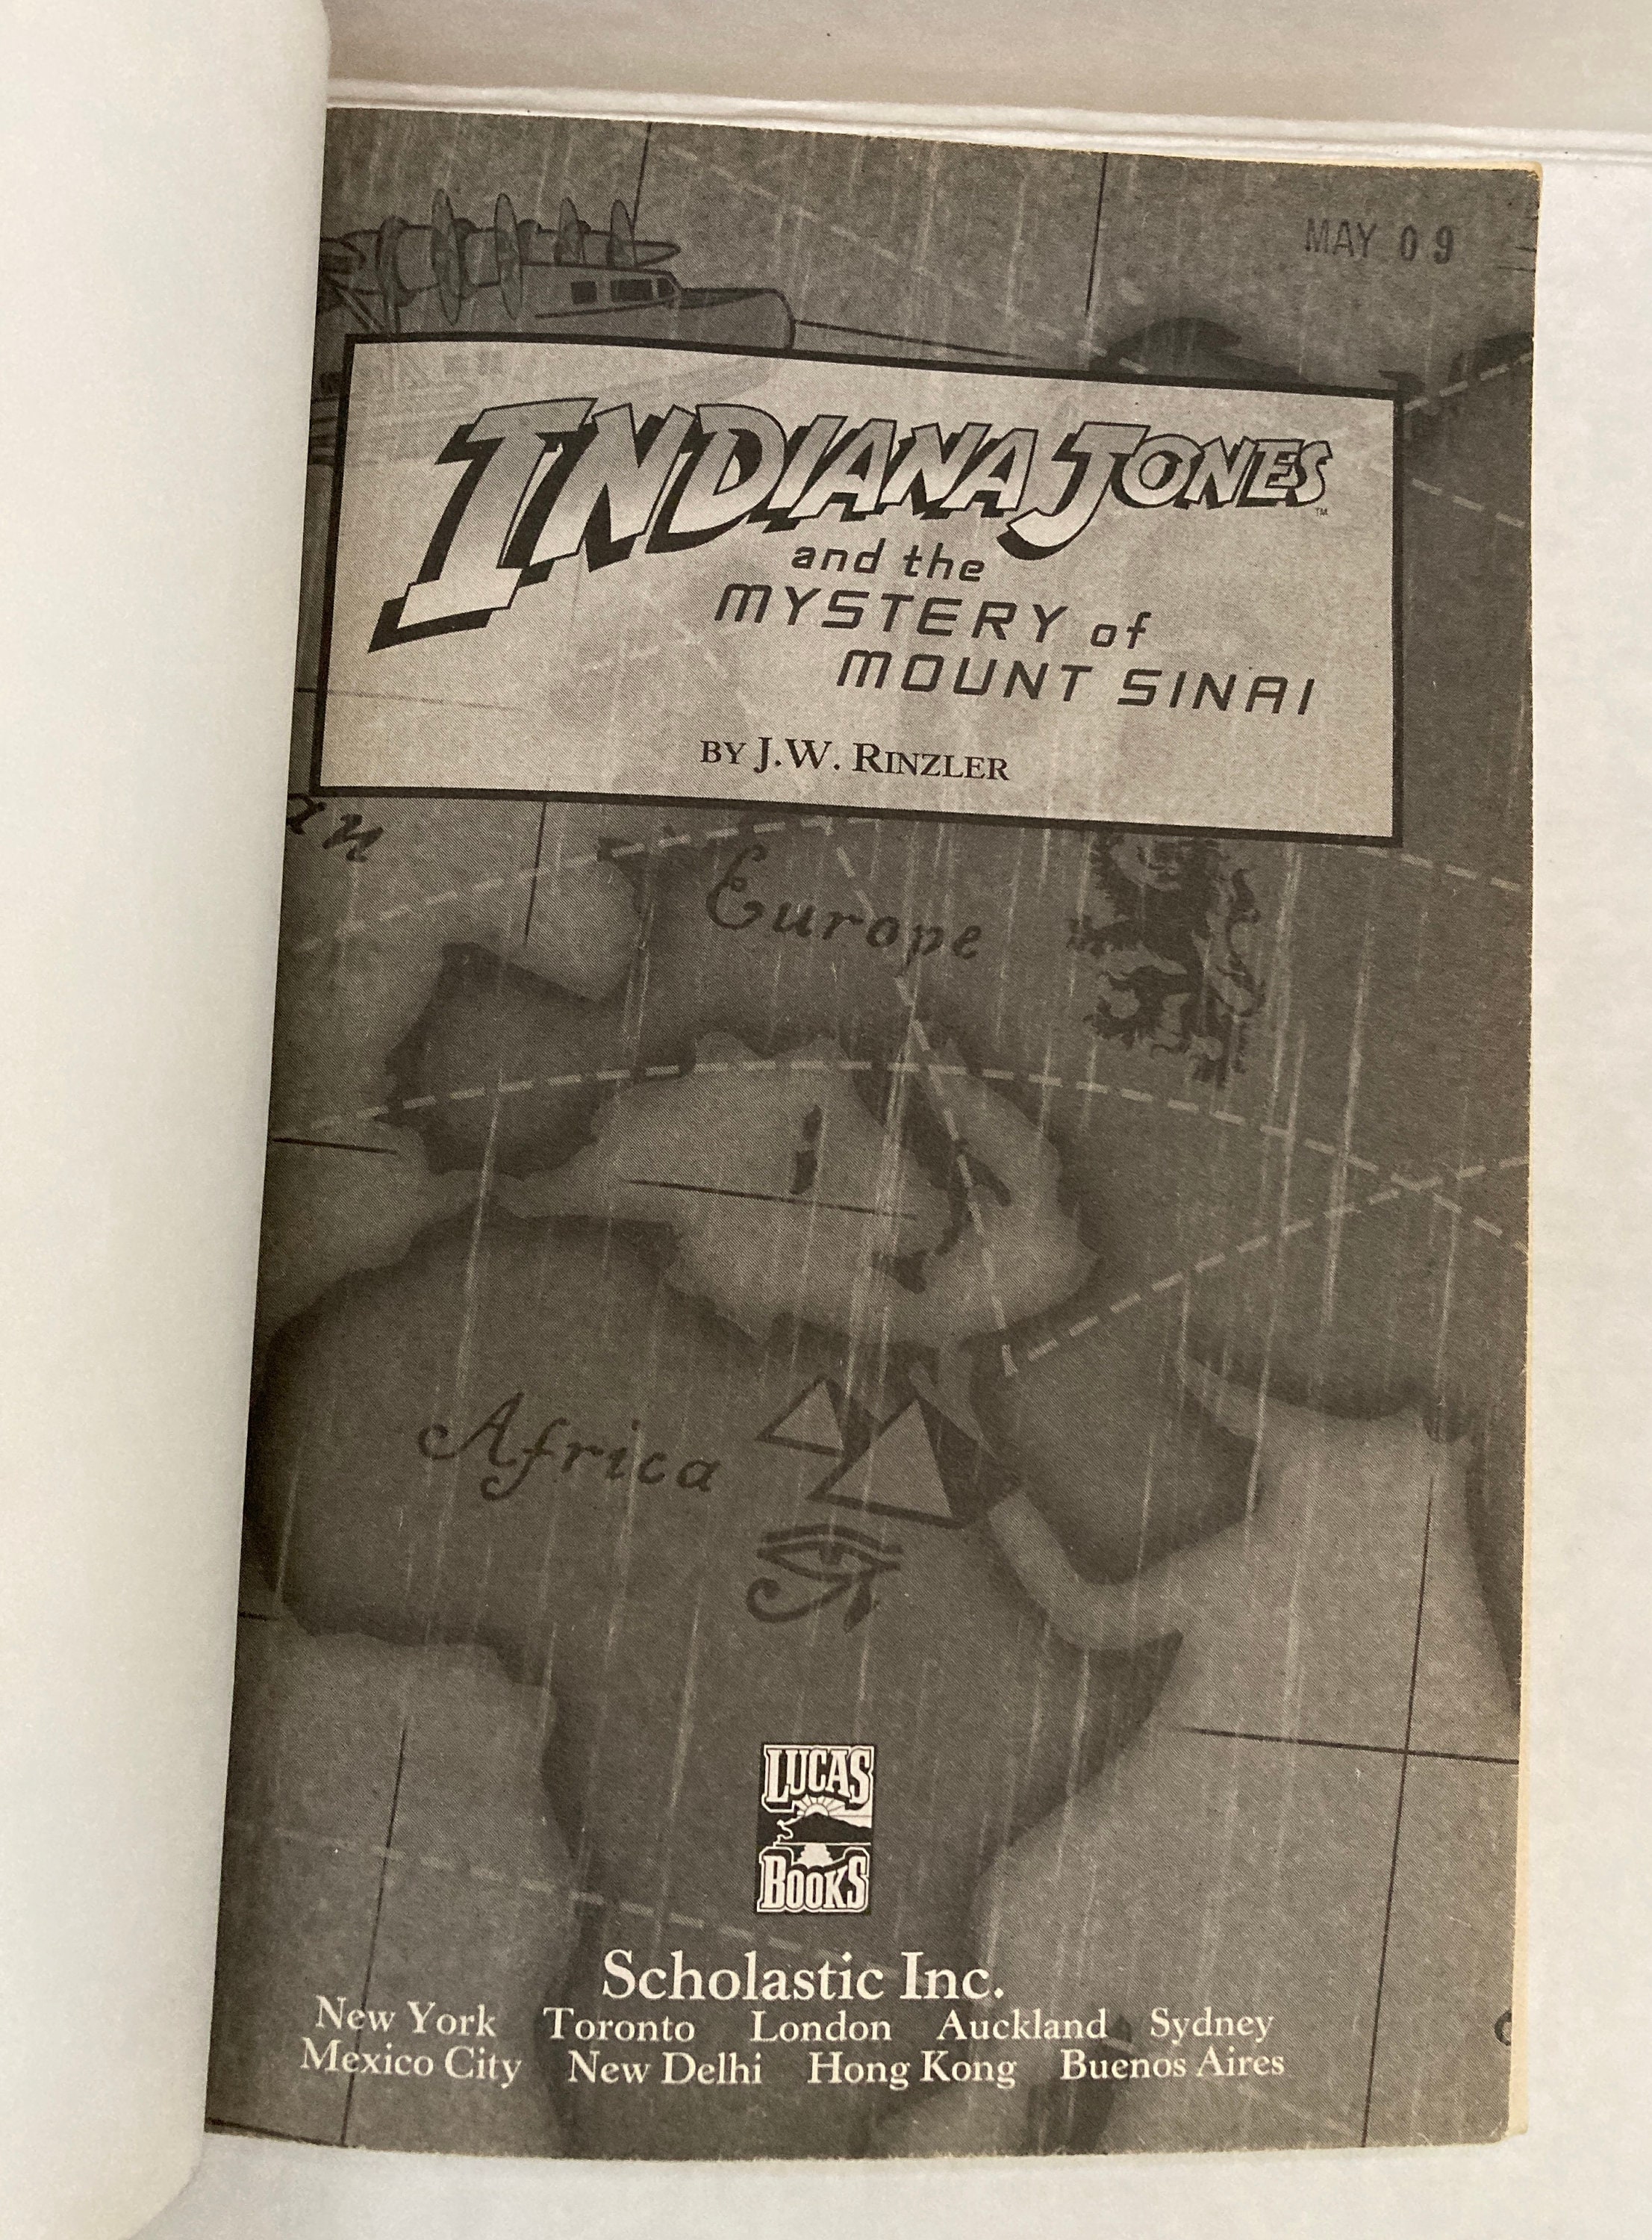 MAY 09
INDIANA JONES™
and the
MYSTERY of
MOUNT SINAI
BY J.W. RINZLER
Europe
Africa
LUCAS
BOOKS
Scholastic Inc.
New York Toronto London Auckland Sydney
Mexico City New Delhi Hong Kong Buenos Aires